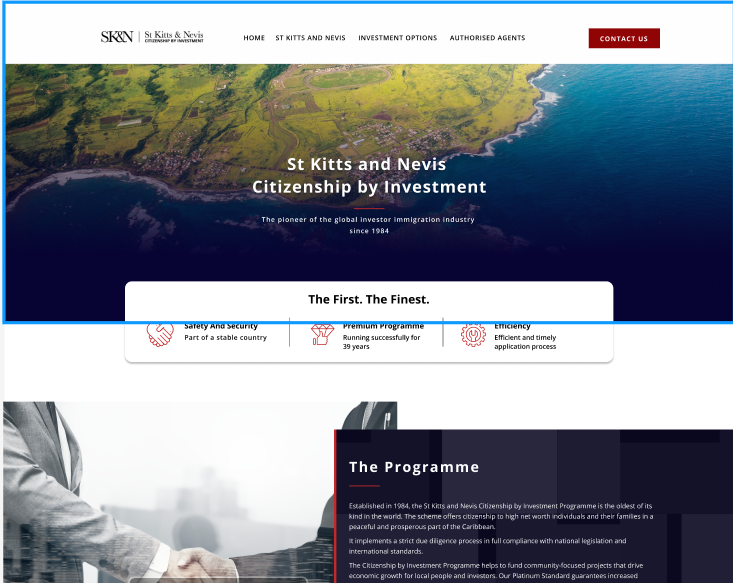 SK&N | St Kitts & Nevis
CITIZENSHIP BY INVESTMENT
HOME ST KITTS AND NEVIS INVESTMENT OPTIONS AUTHORISED AGENTS
CONTACT US
St Kitts and Nevis
Citizenship by Investment
The pioneer of the global investor immigration industry
since 1984
The First. The Finest.
Safety And Security
Part of a stable country
Premium Programme
Running successfully for
39 years
Efficiency
Efficient and timely
application process
The Programme
Established in 1984, the St Kitts and Nevis Citizenship by Investment Programme is the oldest of its
kind in the world. The scheme offers citizenship to high net worth individuals and their families in a
peaceful and prosperous part of the Caribbean.
It implements a strict due diligence process in full compliance with national legislation and
international standards.
The Citizenship by Investment Programme helps to fund community-focused projects that drive
economic growth for local people and investors. Our Platinum Standard guarantees increased